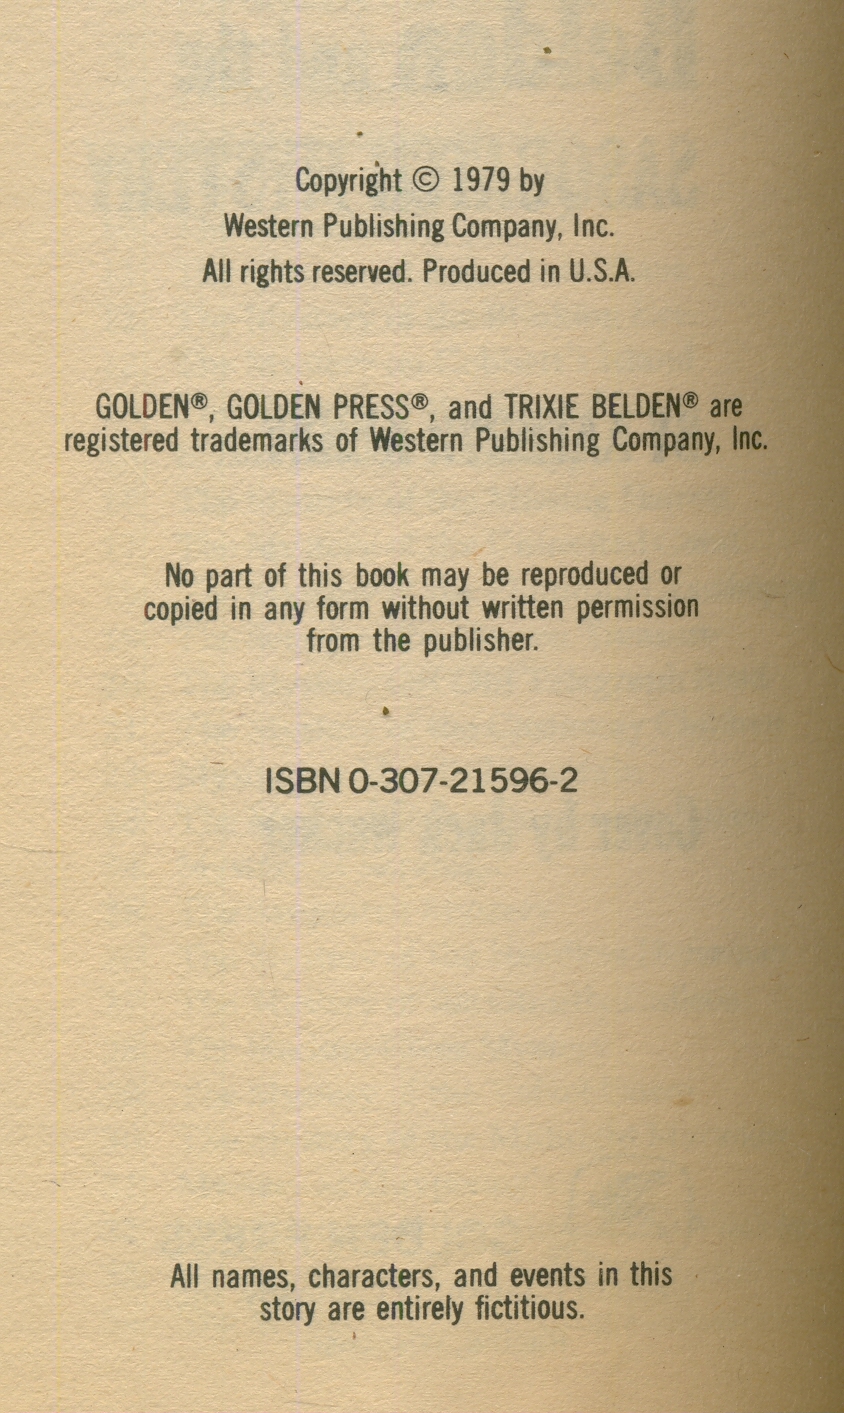 Copyright © 1979 by
Western Publishing Company, Inc.
All rights reserved. Produced in U.S.A.
GOLDEN®, GOLDEN PRESS®, and TRIXIE BELDEN® are
registered trademarks of Western Publishing Company, Inc.
No part of this book may be reproduced or
copied in any form without written permission
from the publisher.
ISBN 0-307-21596-2
All names, characters, and events in this
story are entirely fictitious.